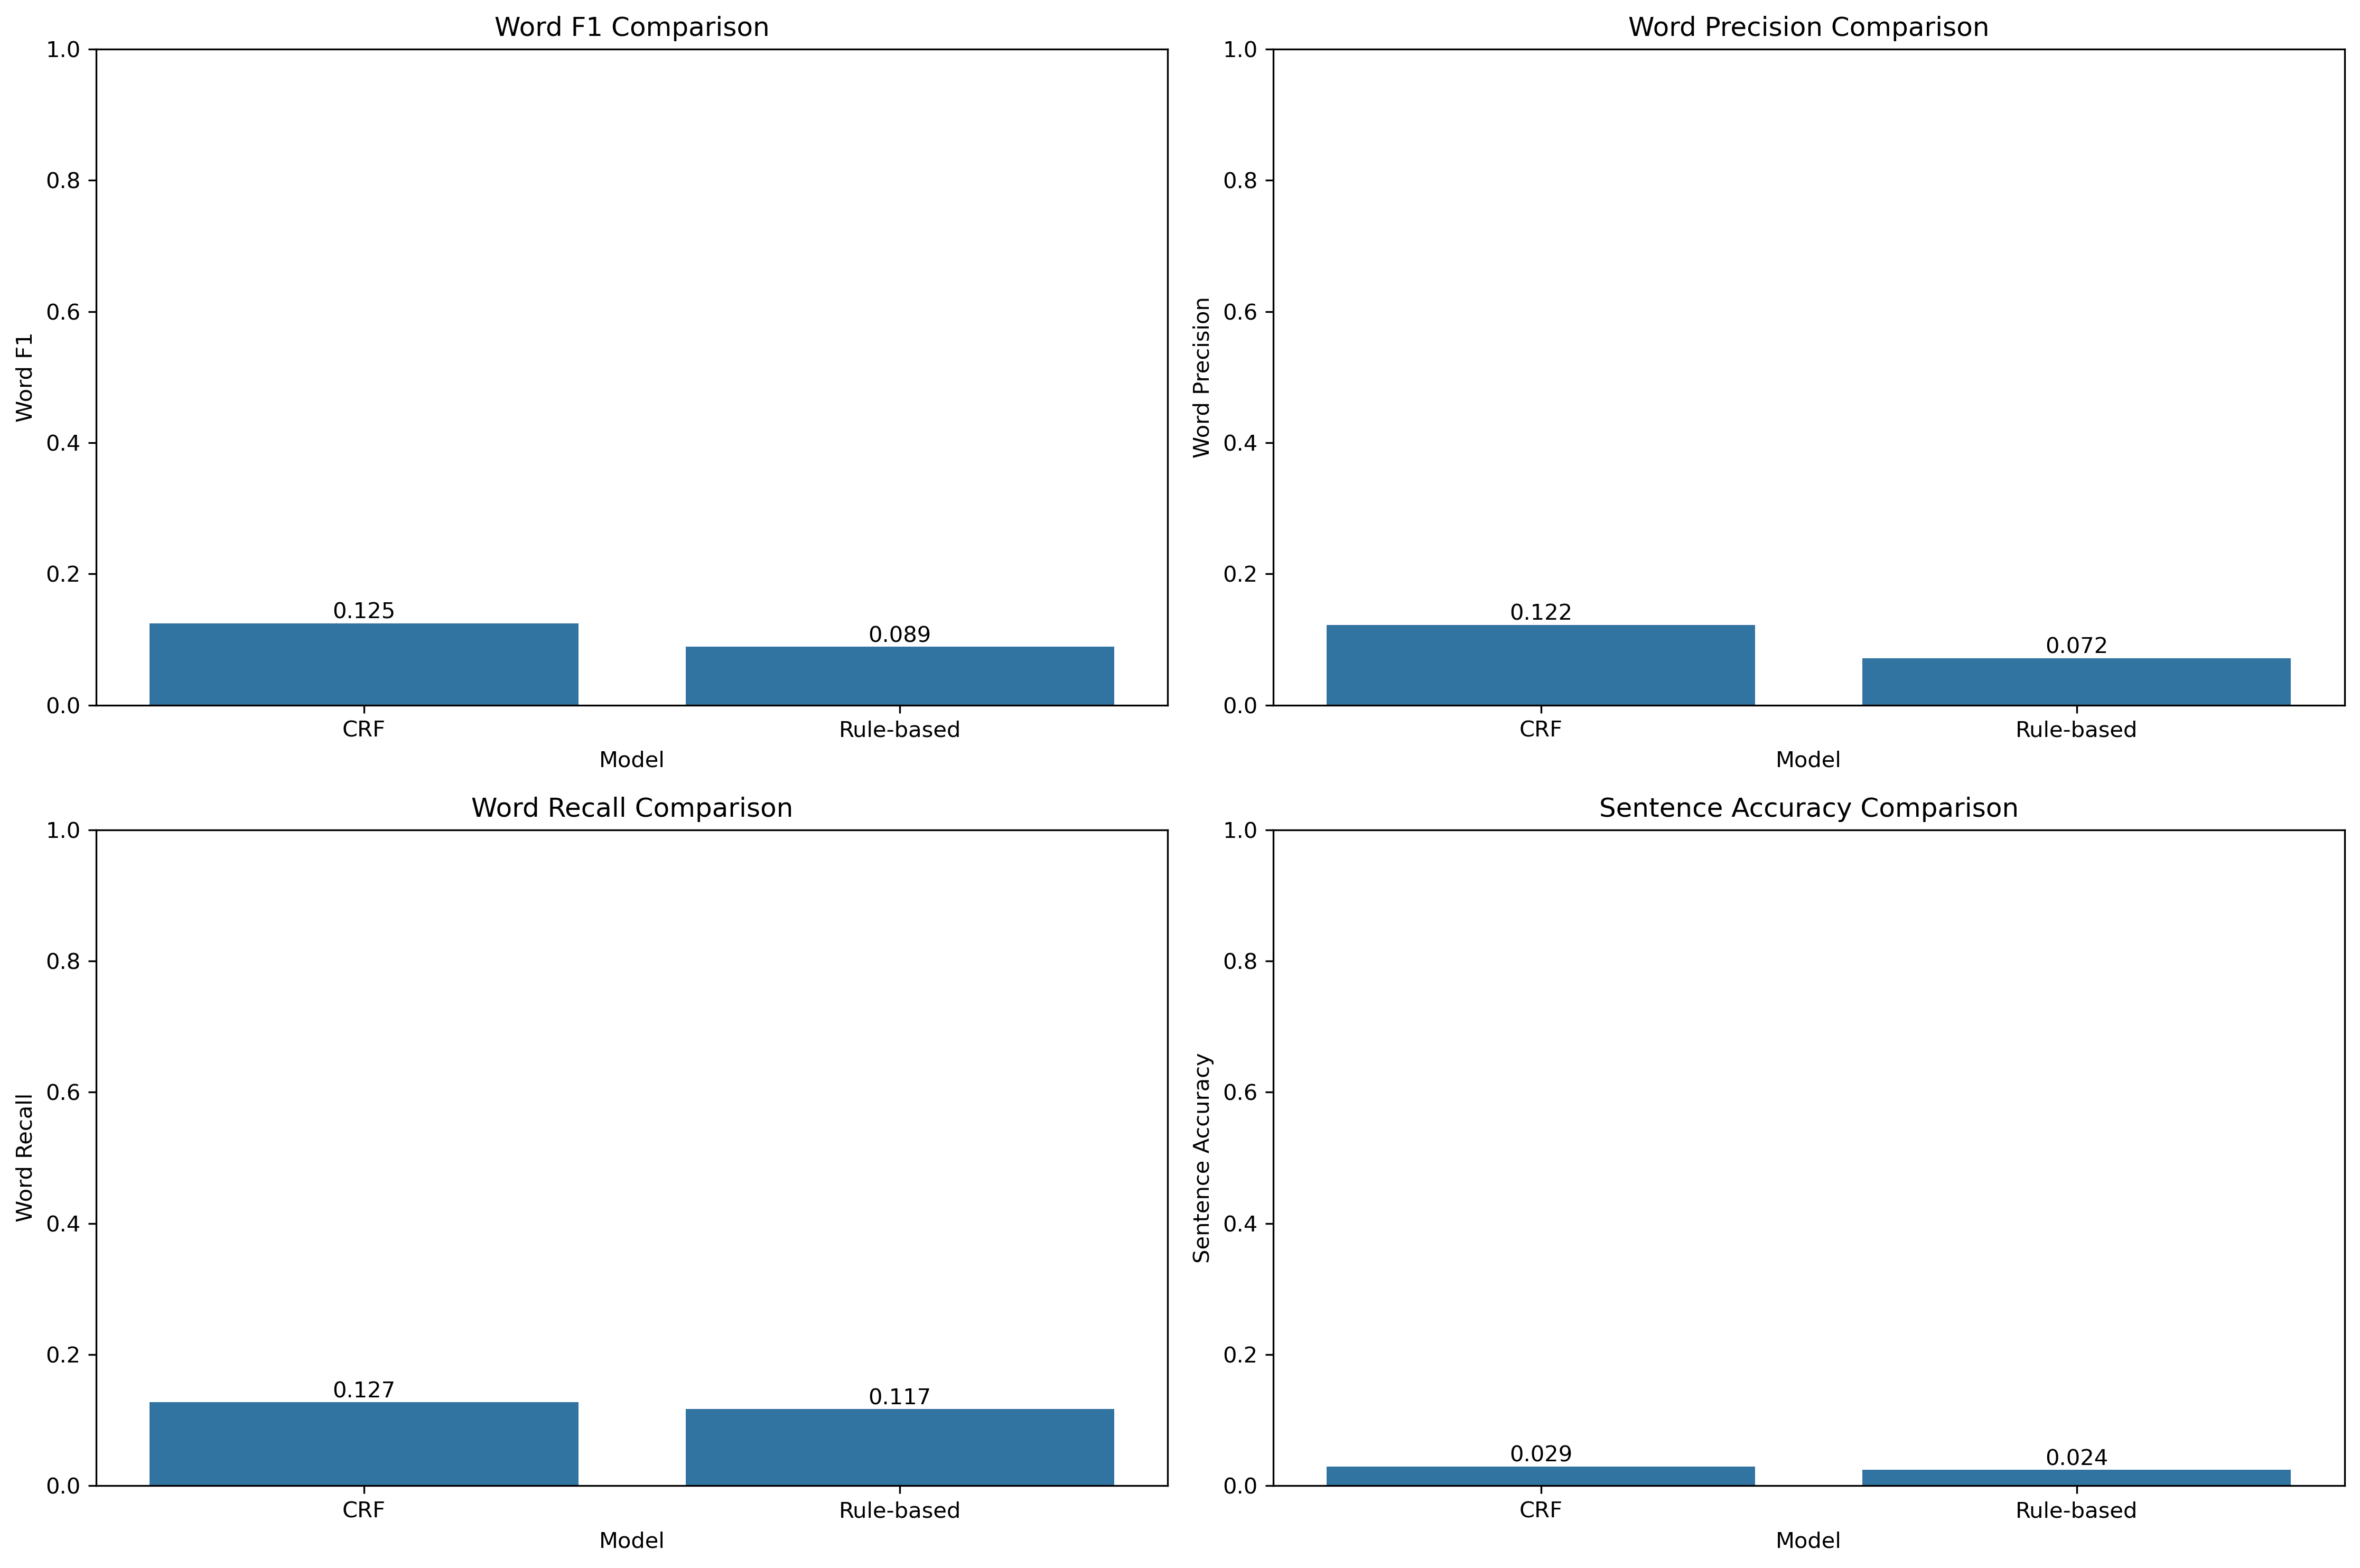 Word F1 Comparison
1.0
0.8
0.6
0.4
0.2
0.0
Word F1
0.125
0.089
CRF
Rule-based
Model
Word Precision Comparison
1.0
0.8
0.6
0.4
0.2
0.0
Word Precision
0.122
0.072
CRF
Rule-based
Model
Word Recall Comparison
1.0
0.8
0.6
0.4
0.2
0.0
Word Recall
0.127
0.117
CRF
Rule-based
Model
Sentence Accuracy Comparison
1.0
0.8
0.6
0.4
0.2
0.0
Sentence Accuracy
0.029
0.024
CRF
Rule-based
Model